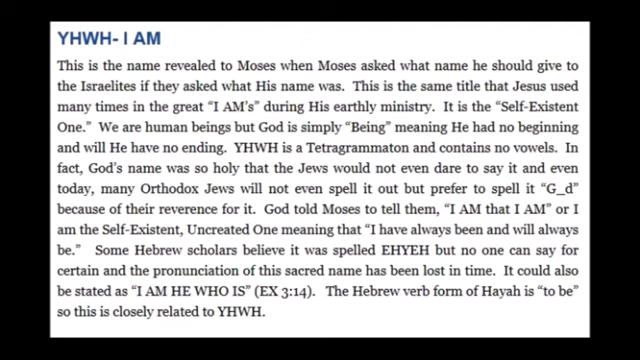 YHWH- I AM
This is the name revealed to Moses when Moses asked what name he should give to
the Israelites if they asked what His name was.  This is the same title that Jesus used
many times in the great “I AM’s” during His earthly ministry.  It is the “Self-Existent
One.”  We are human beings but God is simply “Being” meaning He had no beginning
and will He have no ending.  YHWH is a Tetragrammaton and contains no vowels.  In
fact, God’s name was so holy that the Jews would not even dare to say it and even
today, many Orthodox Jews will not even spell it out but prefer to spell it “G_d”
because of their reverence for it.  God told Moses to tell them, “I AM that I AM” or I
am the Self-Existent, Uncreated One meaning that “I have always been and will always
be.”   Some Hebrew scholars believe it was spelled EHYEH but no one can say for
certain and the pronunciation of this sacred name has been lost in time.  It could also
be stated as “I AM HE WHO IS” (EX 3:14).   The Hebrew verb form of Hayah is “to be”
so this is closely related to YHWH.